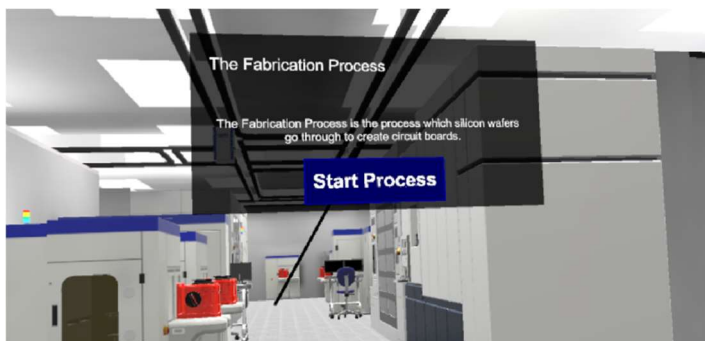 The Fabrication Process
The Fabrication Process is the process which silicon wafers
go through to create circuit boards.
Start Process